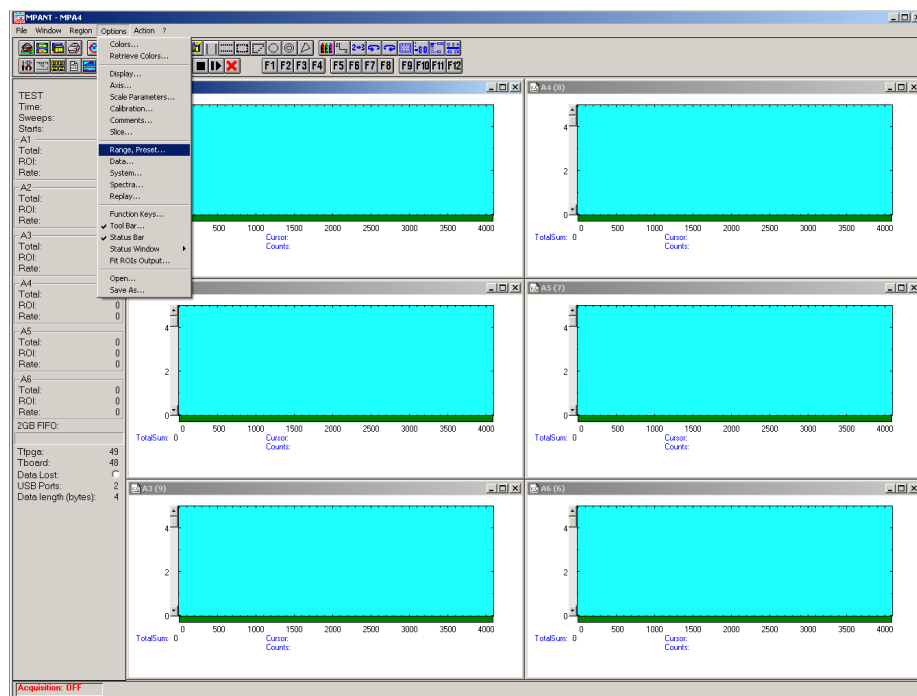 MPANT - MPA4
File Window Region Options Action ?
F1 F2 F3 F4 F5 F6 F7 F8 F9 F10 F11 F12
Colors...
Retrieve Colors...
Display...
Axis...
Scale Parameters...
Calibration...
Comments...
Slice...
Range, Preset...
Data...
System...
Spectra...
Replay...
Function Keys...
Tool Bar...
Status Bar
Status Window
Fit ROIs Output...
Open...
Save As...
TEST
Time:
Sweeps:
Starts:
A1
Total:
ROI:
Rate:
A2
Total:
ROI:
Rate:
A3
Total:
ROI:
Rate:
A4
Total:
ROI: 0
Rate: 0
A5
Total: 0
ROI: 0
Rate: 0
A6
Total: 0
ROI: 0
Rate: 0
2GB FIFO:
Tfpga: 49
Tboard: 48
Data Lost:
USB Ports: 2
Data length (bytes): 4
500 1000 1500 2000 2500 3000 3500 4000
Cursor:
Counts:
A4 (8)
4
2
0
0 500 1000 1500 2000 2500 3000 3500 4000
TotalSum: 0 Cursor:
Counts:
4
2
0
0 500 1000 1500 2000 2500 3000 3500 4000
TotalSum: 0 Cursor:
Counts:
A5 (7)
4
2
0
0 500 1000 1500 2000 2500 3000 3500 4000
TotalSum: 0 Cursor:
Counts:
A3 (9)
4
2
0
0 500 1000 1500 2000 2500 3000 3500 4000
TotalSum: 0 Cursor:
Counts:
A6 (6)
4
2
0
0 500 1000 1500 2000 2500 3000 3500 4000
TotalSum: 0 Cursor:
Counts:
Acquisition: OFF